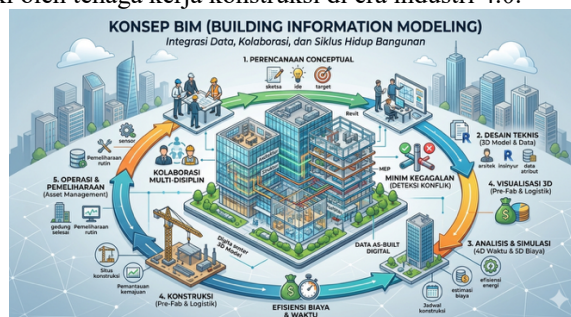 ki oleh tenaga kerja konstruksi di era industri 4.0.
KONSEP BIM (BUILDING INFORMATION MODELING)
Integrasi Data, Kolaborasi, dan Siklus Hidup Bangunan
1. PERENCANAAN CONCEPTUAL
sketsa
ide
target
Revit
sensor
Pemeliharaan
rutin
2. DESAIN TEKNIS
(3D Model & Data)
arsitek
insinyur
data
atribut
KOLABORASI
MULTI-DISIPLIN
MEP
MINIM KEGAGALAN
(DETEKSI KONFLIK)
5. OPERASI &
PEMELIHARAAN
(Asset Management)
4. VISUALISASI 3D
(Pre-Fab & Logistik)
gedung
selesai
Pemeliharaan
rutin
3. ANALISIS & SIMULASI
(4D Waktu & 5D Biaya)
3D Model
DATA AS-BUILT
DIGITAL
Situs
konstruksi
Pemantauan
kemajuan
estimasi
biaya
efisiensi
energi
4. KONSTRUKSI
(Pre-Fab & Logistik)
EFISIENSI BIAYA
& WAKTU
Jadwal
konstruksi